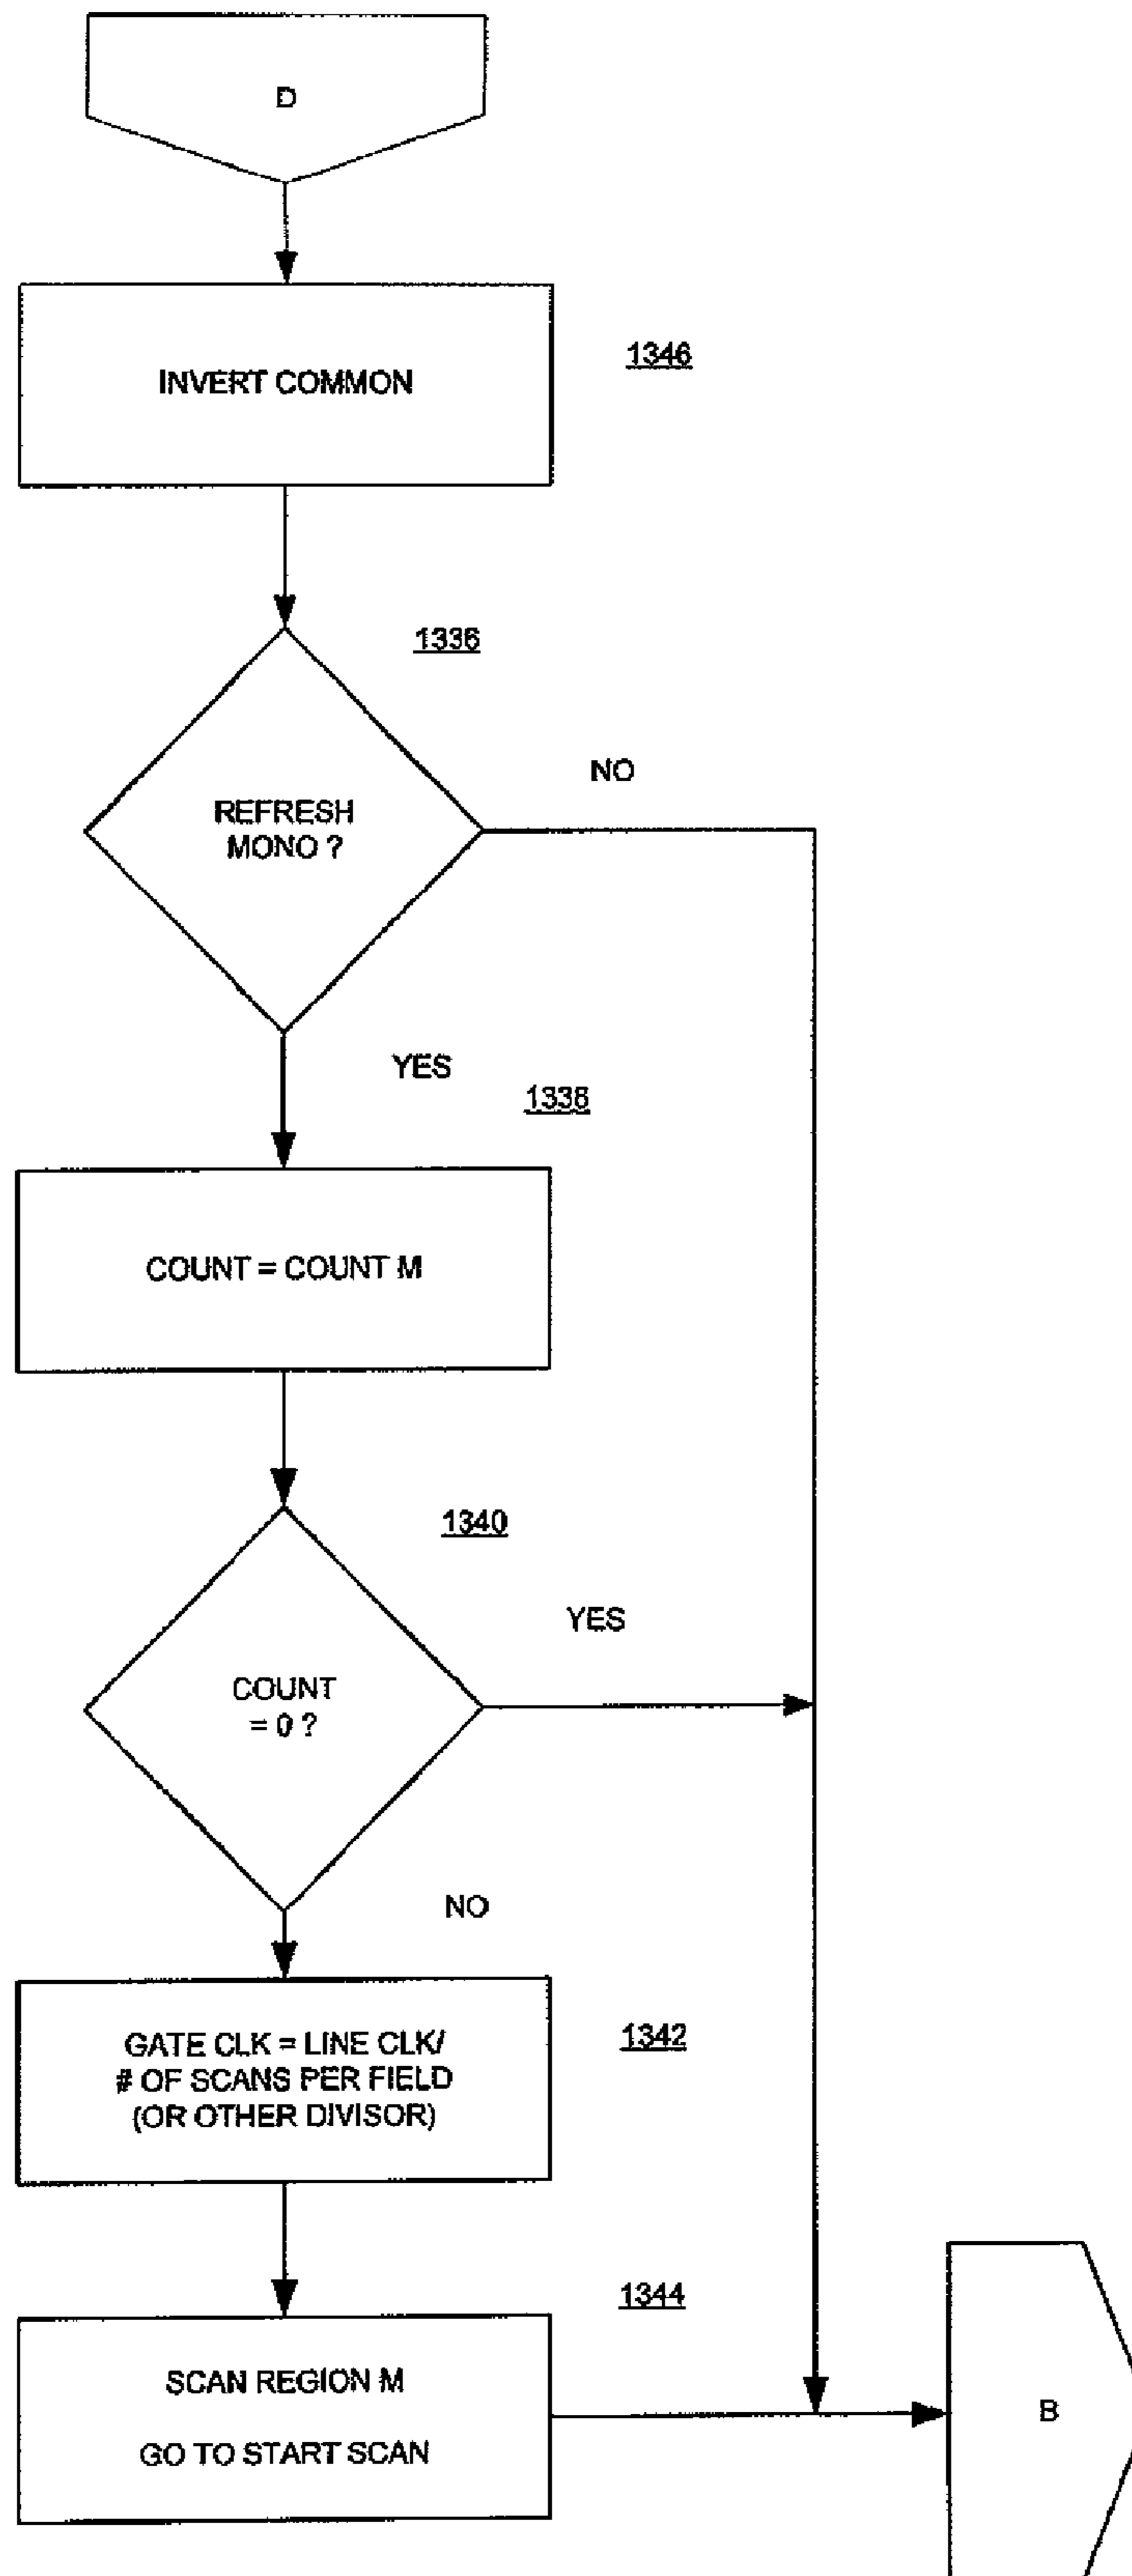 D
INVERT COMMON
1346
1336
NO
REFRESH
MONO ?
YES
1338
COUNT = COUNT M
1340
YES
COUNT
= 0 ?
NO
GATE CLK = LINE CLK/
# OF SCANS PER FIELD
(OR OTHER DIVISOR)
1342
1344
SCAN REGION M
GO TO START SCAN
B